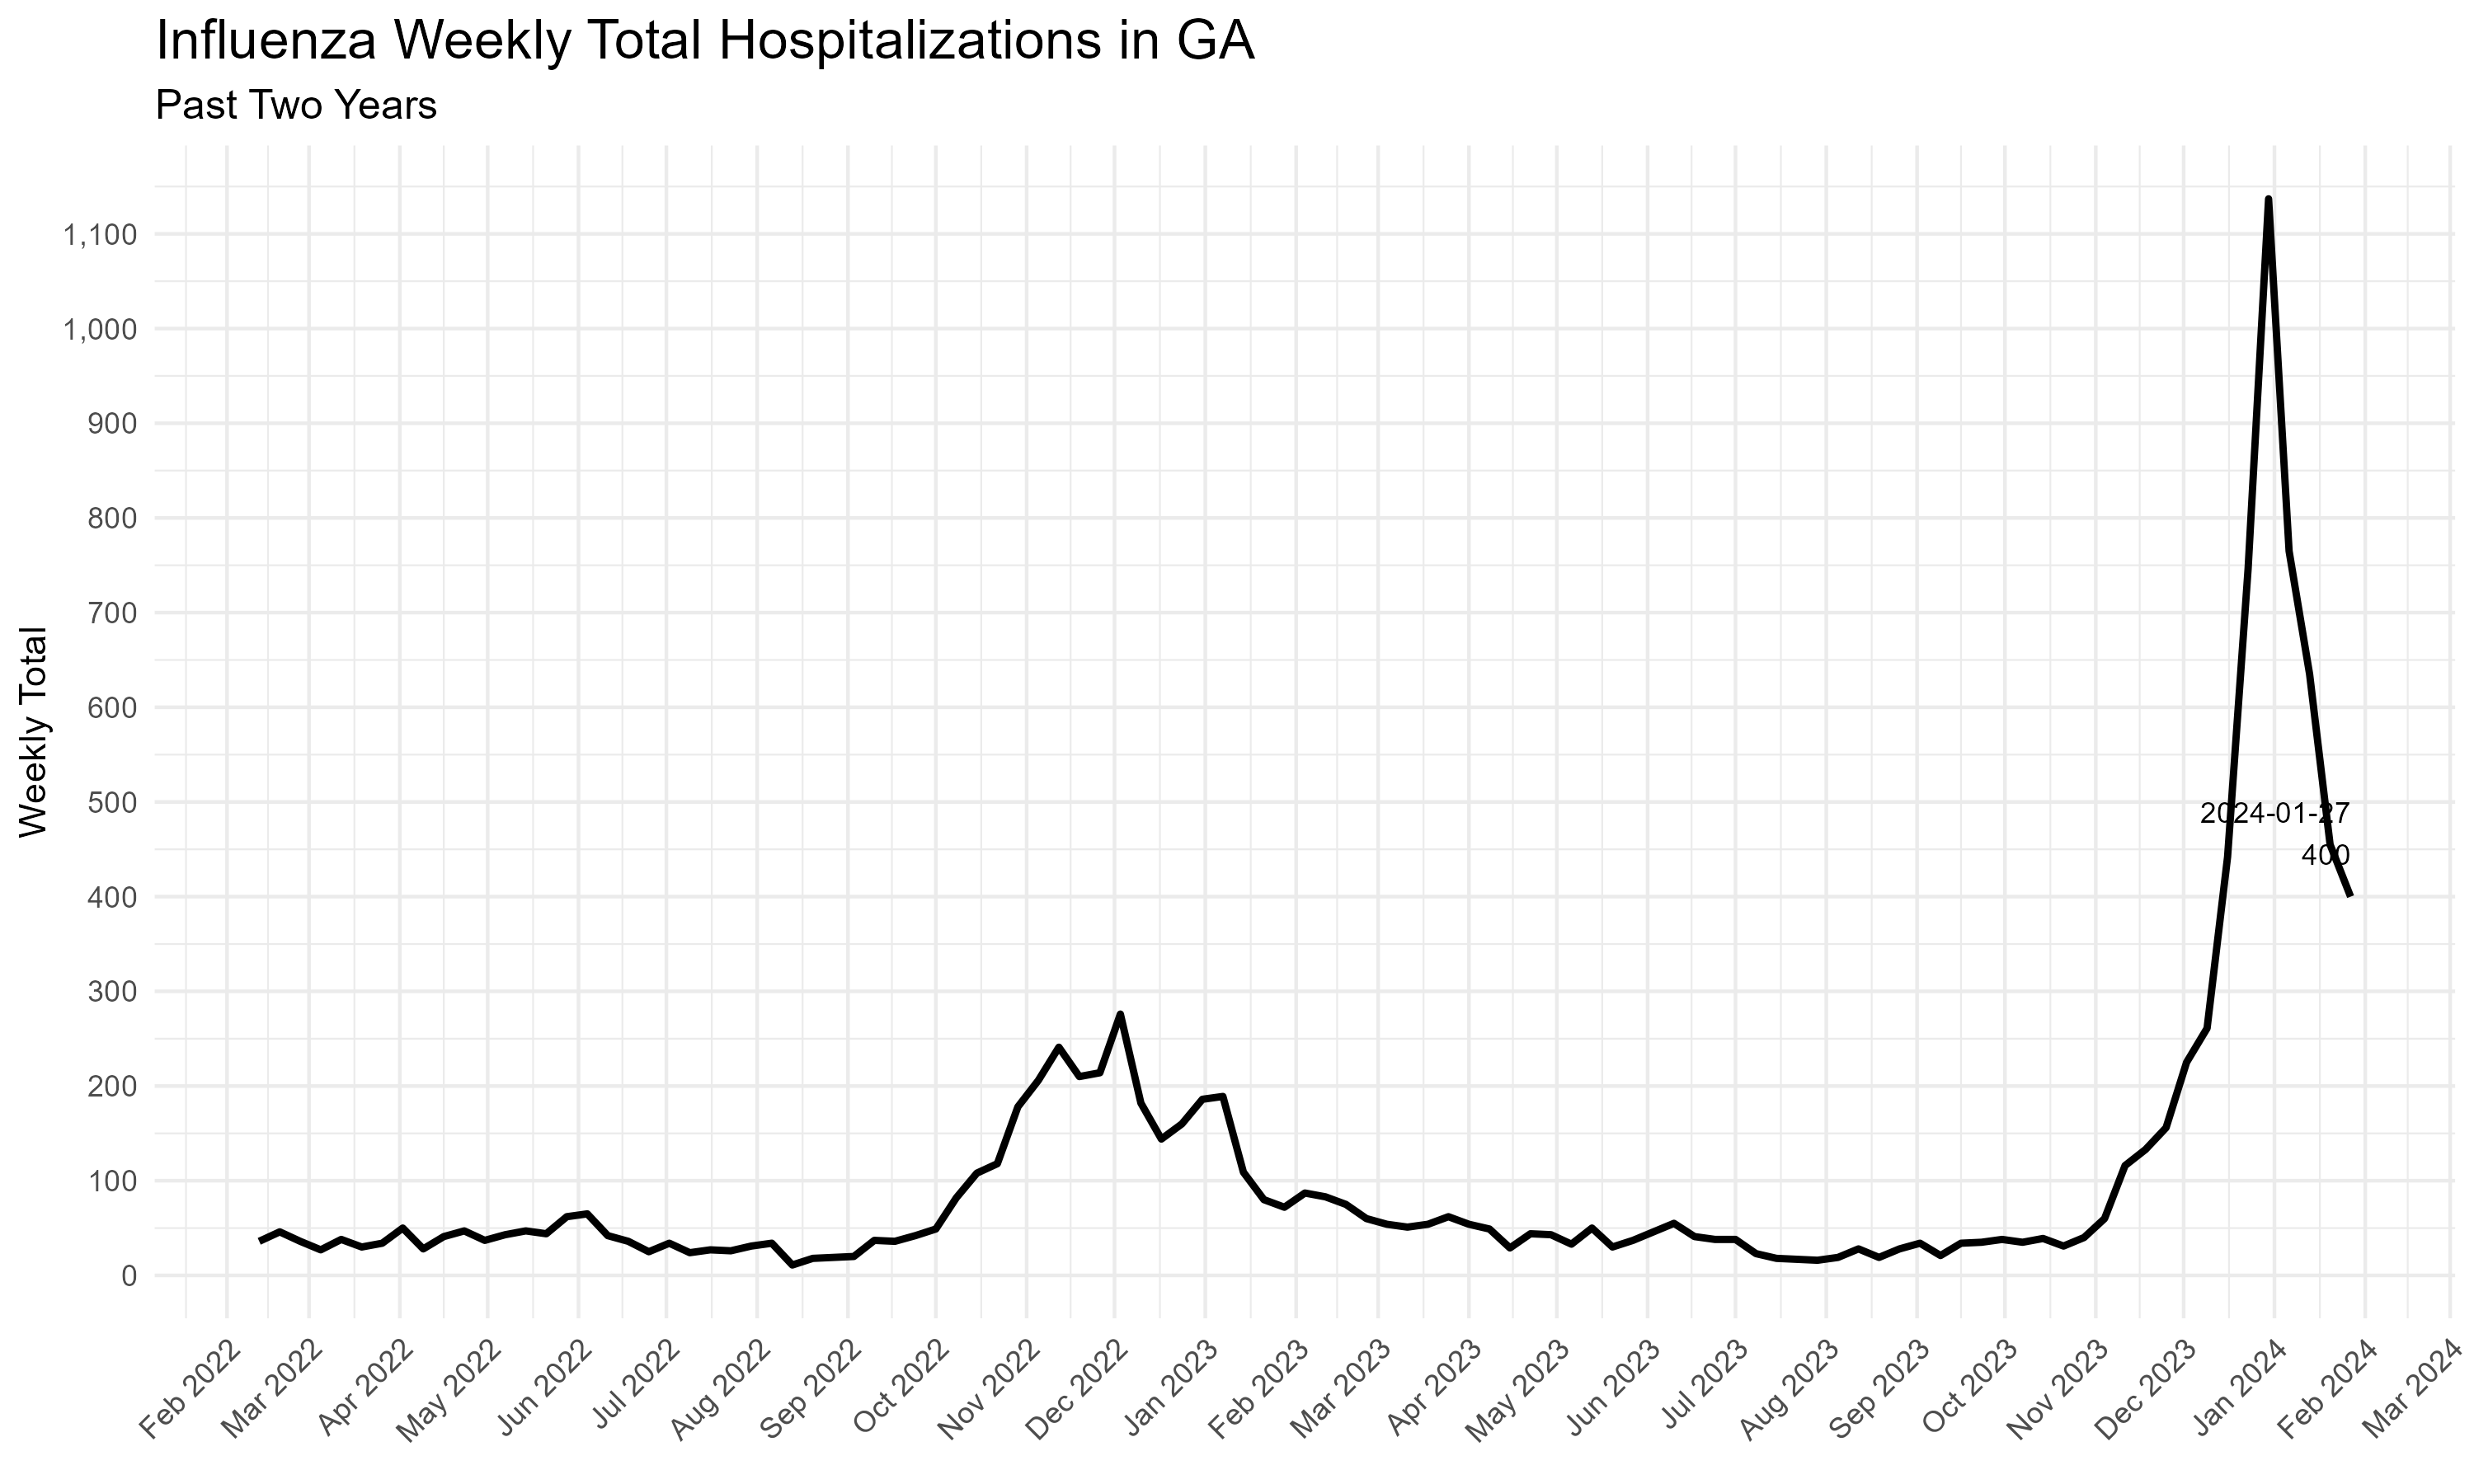 Influenza Weekly Total Hospitalizations in GA
Past Two Years
Weekly Total
1,100
1,000
900
800
700
600
500
400
300
200
100
0
2024-01-27
400
Feb 2022
Mar 2022
Apr 2022
May 2022
Jun 2022
Jul 2022
Aug 2022
Sep 2022
Oct 2022
Nov 2022
Dec 2022
Jan 2023
Feb 2023
Mar 2023
Apr 2023
May 2023
Jun 2023
Jul 2023
Aug 2023
Sep 2023
Oct 2023
Nov 2023
Dec 2023
Jan 2024
Feb 2024
Mar 2024